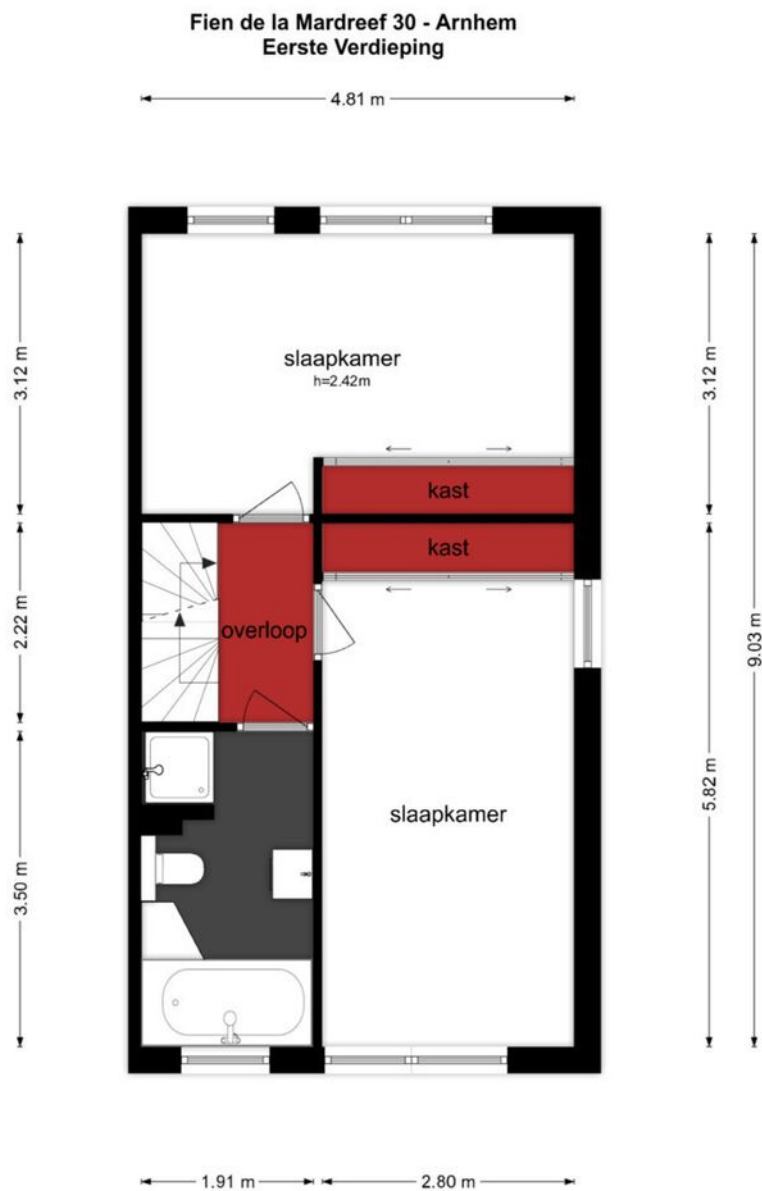 Fien de la Mardreef 30 - Arnhem
Eerste Verdieping
4.81 m
3.12 m
3.12 m
slaapkamer
h=2.42m
kast
kast
2.22 m
overloop
9.03 m
5.82 m
slaapkamer
3.50 m
1.91 m
2.80 m